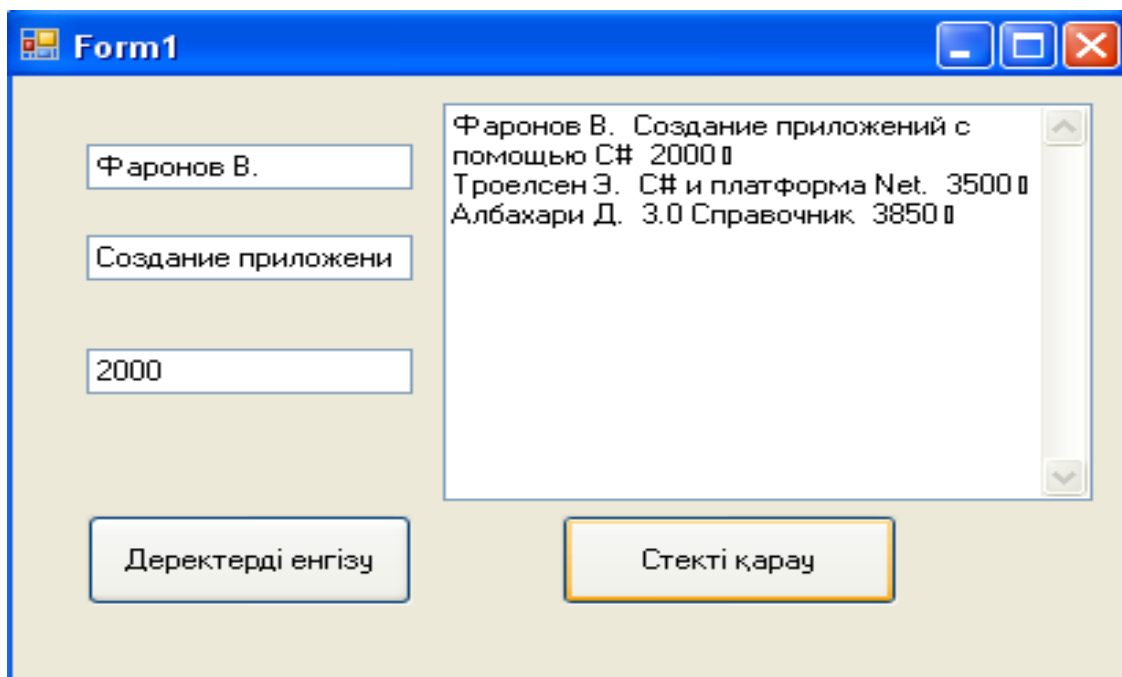 Form1
Фаронов В.
Создание приложени
2000
Фаронов В.  Создание приложений с
помощью C#  2000▯
Троелсен Э.  C# и платформа Net.  3500▯
Албахари Д.  3.0 Справочник  3850▯
Деректерді енгізу
Стекті қарау